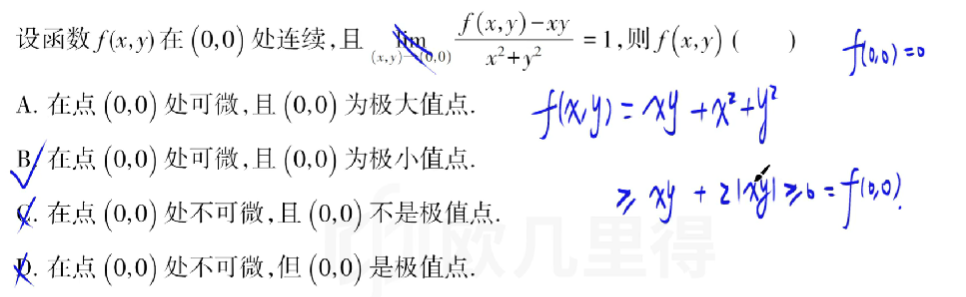 设函数 f(x,y) 在 (0,0) 处连续,且 lim (x,y)→(0,0) (f(x,y)-xy)/(x²+y²) = 1,则 f(x,y) (　　) f(0,0)=0
A. 在点 (0,0) 处可微,且 (0,0) 为极大值点. f(x,y) = xy + x² + y²
B. 在点 (0,0) 处可微,且 (0,0) 为极小值点.
≥ xy + 2|xy| ≥ 0 = f(0,0).
C. 在点 (0,0) 处不可微,且 (0,0) 不是极值点.
D. 在点 (0,0) 处不可微,但 (0,0) 是极值点.
欧几里得